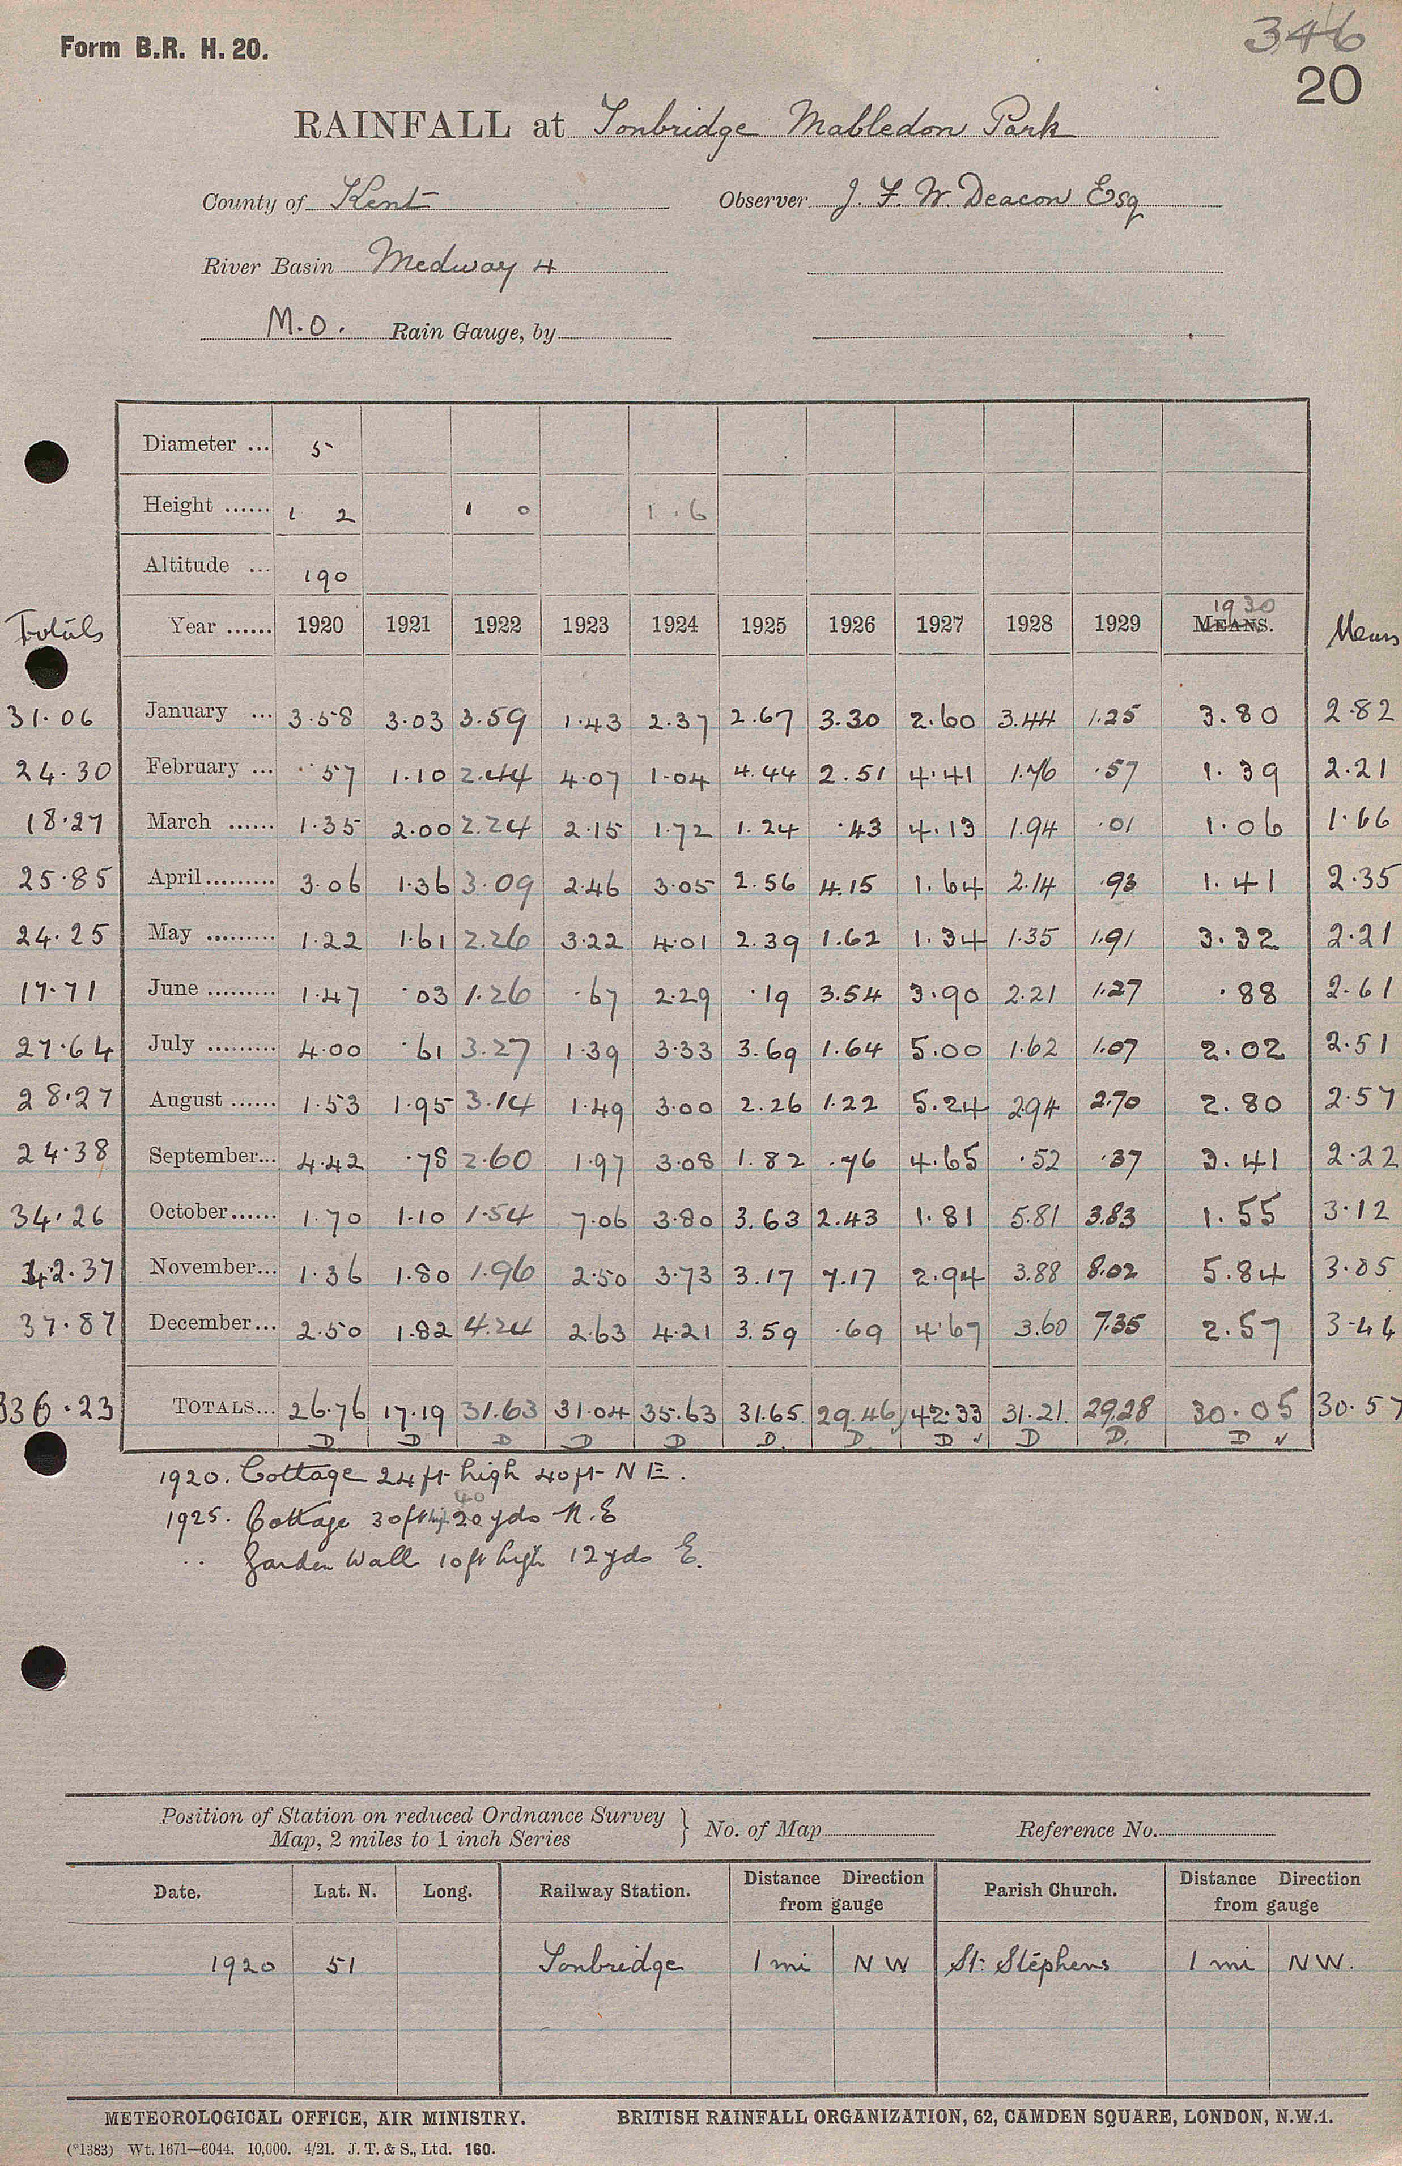 Form B.R. H. 20.
346
20
RAINFALL at Tonbridge Mabledon Park
County of Kent Observer J. F. W. Deacon Esq
River Basin Medway 4
M.O. Rain Gauge, by
Diameter ... 5
Height ...... 1 2 1 0 1.6
Altitude ... 190
Totals Year ...... 1920 1921 1922 1923 1924 1925 1926 1927 1928 1929 1930 MEANS. Means
31.06 January ... 3.58 3.03 3.59 1.43 2.37 2.67 3.30 2.60 3.44 1.25 3.80 2.82
24.30 February ... .57 1.10 2.44 4.07 1.04 4.44 2.51 4.41 1.76 .57 1.39 2.21
18.27 March ...... 1.35 2.00 2.24 2.15 1.72 1.24 .43 4.13 1.94 .01 1.06 1.66
25.85 April......... 3.06 1.36 3.09 2.46 3.05 2.56 4.15 1.64 2.14 .93 1.41 2.35
24.25 May ......... 1.22 1.61 2.26 3.22 4.01 2.39 1.62 1.34 1.35 1.91 3.32 2.21
17.71 June ......... 1.47 .03 1.26 .67 2.29 .19 3.54 3.90 2.21 1.27 .88 2.61
27.64 July ......... 4.00 .61 3.27 1.39 3.33 3.69 1.64 5.00 1.62 1.07 2.02 2.51
28.27 August ...... 1.53 1.95 3.14 1.49 3.00 2.26 1.22 5.24 2.94 2.70 2.80 2.57
24.38 September... 4.42 .78 2.60 1.97 3.08 1.82 .76 4.65 .52 .37 3.41 2.22
34.26 October...... 1.70 1.10 1.54 7.06 3.80 3.63 2.43 1.81 5.81 3.83 1.55 3.12
42.37 November... 1.36 1.80 1.96 2.50 3.73 3.17 7.17 2.94 3.88 8.02 5.84 3.85
37.87 December... 2.50 1.82 4.24 2.63 4.21 3.59 .69 4.67 3.60 7.35 2.57 3.44
336.23 TOTALS... 26.76 17.19 31.63 31.04 35.63 31.65 29.46 42.33 31.21 29.28 30.05 30.57
D D D D D D. D. D ✓ D D. D ✓
1920. Cottage 24ft high 40ft N E.
40
1925. Cottage 30ft high 20 yds N.E
.. Garden Wall 10ft high 12 yds E.
Position of Station on reduced Ordnance Survey
Map, 2 miles to 1 inch Series } No. of Map Reference No.
Date. Lat. N. Long. Railway Station. Distance Direction from gauge Parish Church. Distance Direction from gauge
1920 51 Tonbridge 1 mi N W St. Stephens 1 mi N W.
METEOROLOGICAL OFFICE, AIR MINISTRY. BRITISH RAINFALL ORGANIZATION, 62, CAMDEN SQUARE, LONDON, N.W.1.
(*1383) Wt. 1671—6044. 10,000. 4/21. J. T. & S., Ltd. 160.